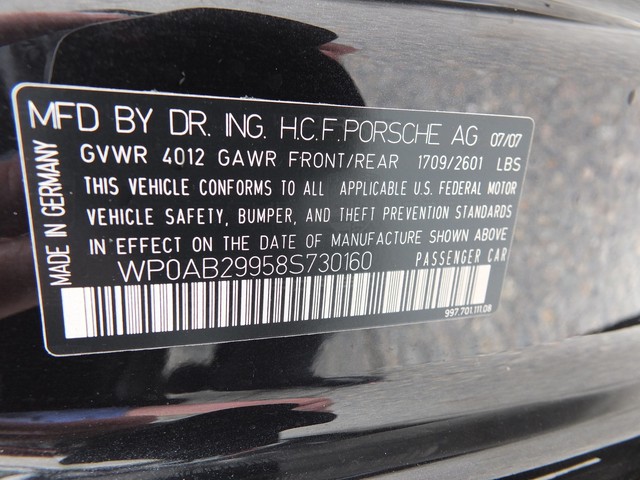 MFD BY DR. ING. H.C.F. PORSCHE AG 07/07
GVWR 4012 GAWR FRONT/REAR 1709/2601 LBS
THIS VEHICLE CONFORMS TO ALL APPLICABLE U.S. FEDERAL MOTOR
VEHICLE SAFETY, BUMPER, AND THEFT PREVENTION STANDARDS
IN EFFECT ON THE DATE OF MANUFACTURE SHOWN ABOVE
WP0AB29958S730160 PASSENGER CAR
997.701.111.08
MADE IN GERMANY